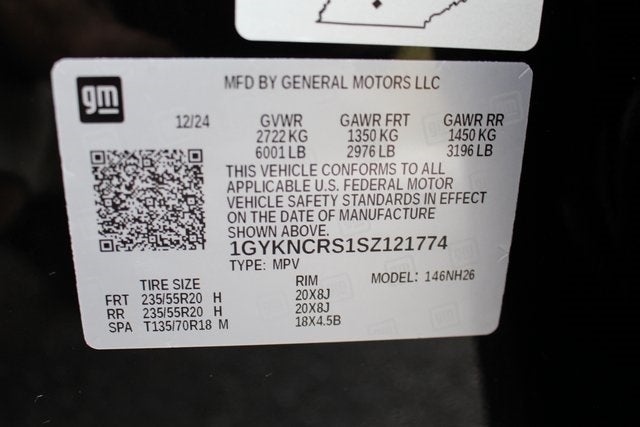 gm
MFD BY GENERAL MOTORS LLC
12/24 GVWR GAWR FRT GAWR RR
2722 KG 1350 KG 1450 KG
6001 LB 2976 LB 3196 LB
THIS VEHICLE CONFORMS TO ALL
APPLICABLE U.S. FEDERAL MOTOR
VEHICLE SAFETY STANDARDS IN EFFECT
ON THE DATE OF MANUFACTURE
SHOWN ABOVE.
1GYKNCRS1SZ121774
TYPE: MPV
TIRE SIZE RIM MODEL: 146NH26
FRT 235/55R20 H 20X8J
RR 235/55R20 H 20X8J
SPA T135/70R18 M 18X4.5B